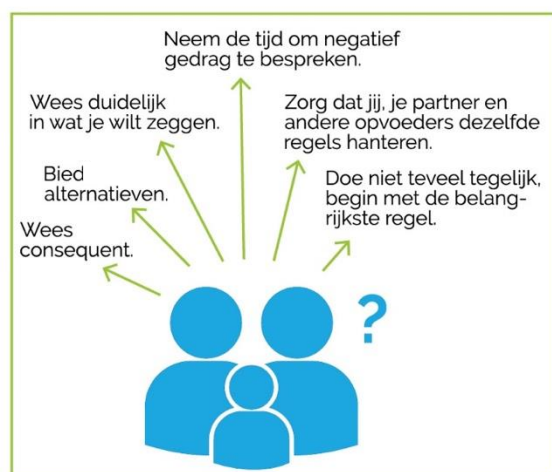 Neem de tijd om negatief
gedrag te bespreken.
Wees duidelijk
in wat je wilt zeggen.
Zorg dat jij, je partner en
andere opvoeders dezelfde
regels hanteren.
Bied
alternatieven.
Doe niet teveel tegelijk,
begin met de belang-
rijkste regel.
Wees
consequent.
?